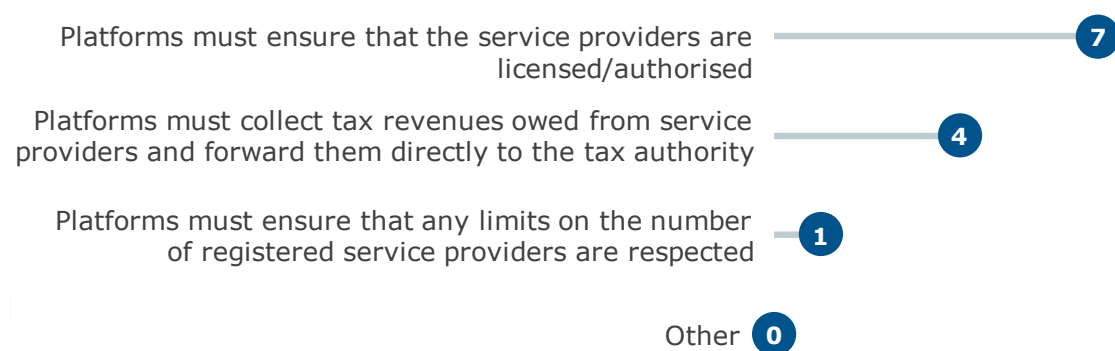 Platforms must ensure that the service providers are
licensed/authorised
7
Platforms must collect tax revenues owed from service
providers and forward them directly to the tax authority
4
Platforms must ensure that any limits on the number
of registered service providers are respected
1
Other 0